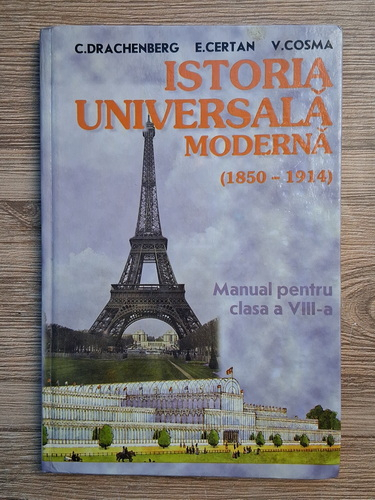 C.DRACHENBERG E.CERTAN V.COSMA
ISTORIA
UNIVERSALĂ
MODERNĂ
(1850 - 1914)
Manual pentru
clasa a VIII-a